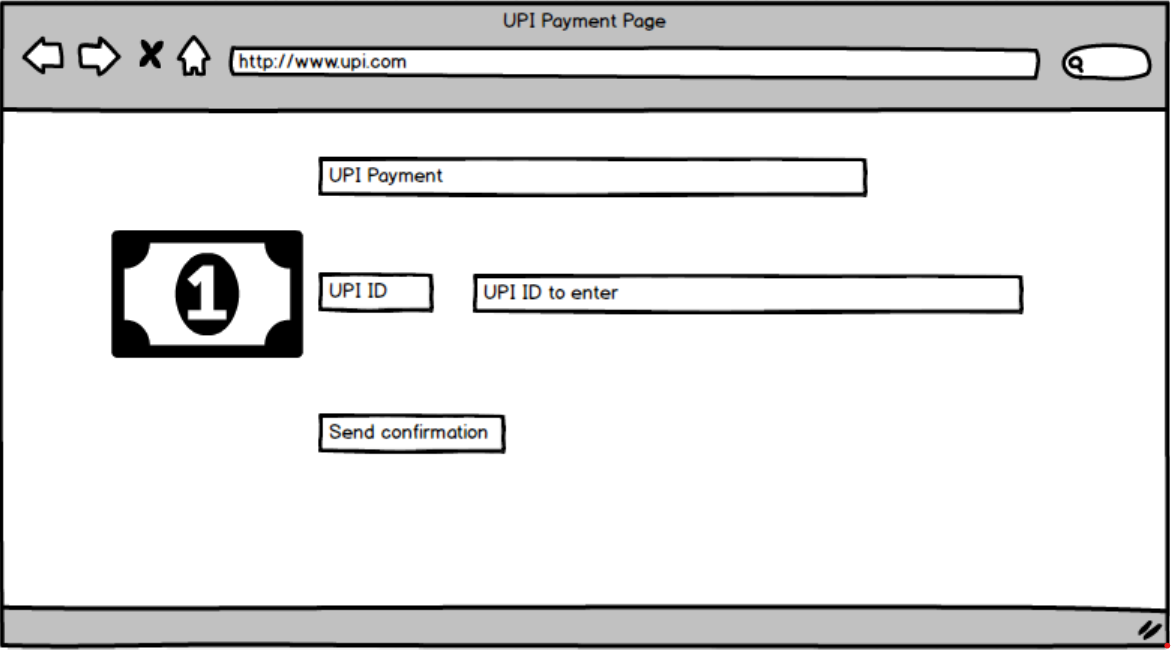 UPI Payment Page
http://www.upi.com
UPI Payment
1
UPI ID
UPI ID to enter
Send confirmation